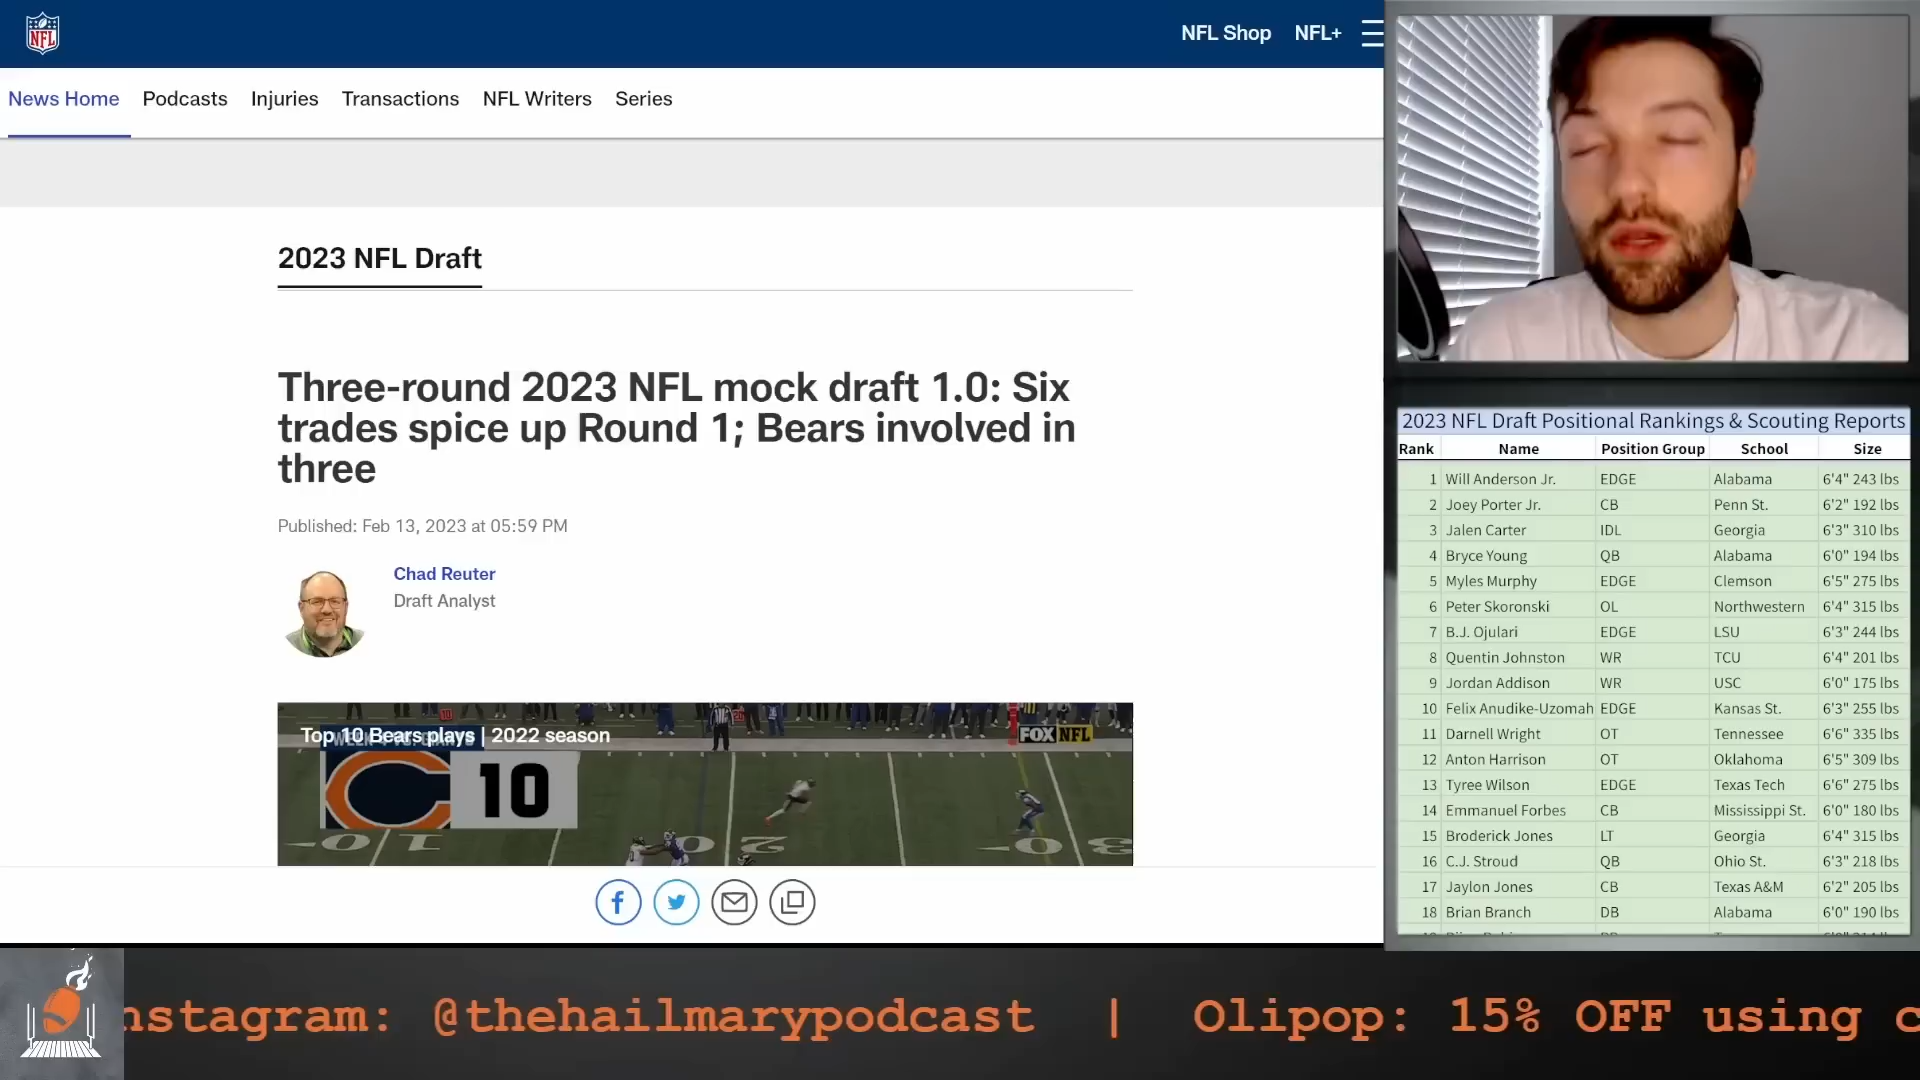 NFL
NFL Shop
NFL+
News Home
Podcasts
Injuries
Transactions
NFL Writers
Series
2023 NFL Draft
Three-round 2023 NFL mock draft 1.0: Six
trades spice up Round 1; Bears involved in
three
Published: Feb 13, 2023 at 05:59 PM
Chad Reuter
Draft Analyst
Top 10 Bears plays | 2022 season
10
FOX NFL
2023 NFL Draft Positional Rankings & Scouting Reports
Rank Name Position Group School Size
1 Will Anderson Jr. EDGE Alabama 6'4" 243 lbs
2 Joey Porter Jr. CB Penn St. 6'2" 192 lbs
3 Jalen Carter IDL Georgia 6'3" 310 lbs
4 Bryce Young QB Alabama 6'0" 194 lbs
5 Myles Murphy EDGE Clemson 6'5" 275 lbs
6 Peter Skoronski OL Northwestern 6'4" 315 lbs
7 B.J. Ojulari EDGE LSU 6'3" 244 lbs
8 Quentin Johnston WR TCU 6'4" 201 lbs
9 Jordan Addison WR USC 6'0" 175 lbs
10 Felix Anudike-Uzomah EDGE Kansas St. 6'3" 255 lbs
11 Darnell Wright OT Tennessee 6'6" 335 lbs
12 Anton Harrison OT Oklahoma 6'5" 309 lbs
13 Tyree Wilson EDGE Texas Tech 6'6" 275 lbs
14 Emmanuel Forbes CB Mississippi St. 6'0" 180 lbs
15 Broderick Jones LT Georgia 6'4" 315 lbs
16 C.J. Stroud QB Ohio St. 6'3" 218 lbs
17 Jaylon Jones CB Texas A&M 6'2" 205 lbs
18 Brian Branch DB Alabama 6'0" 190 lbs
nstagram: @thehailmarypodcast | Olipop: 15% OFF using c